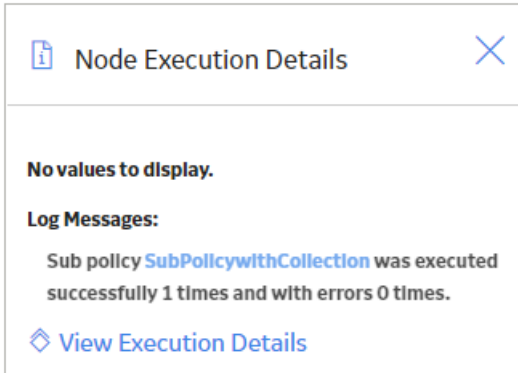 Node Execution Details
No values to display.
Log Messages:
Sub policy SubPolicywithCollection was executed
successfully 1 times and with errors 0 times.
View Execution Details